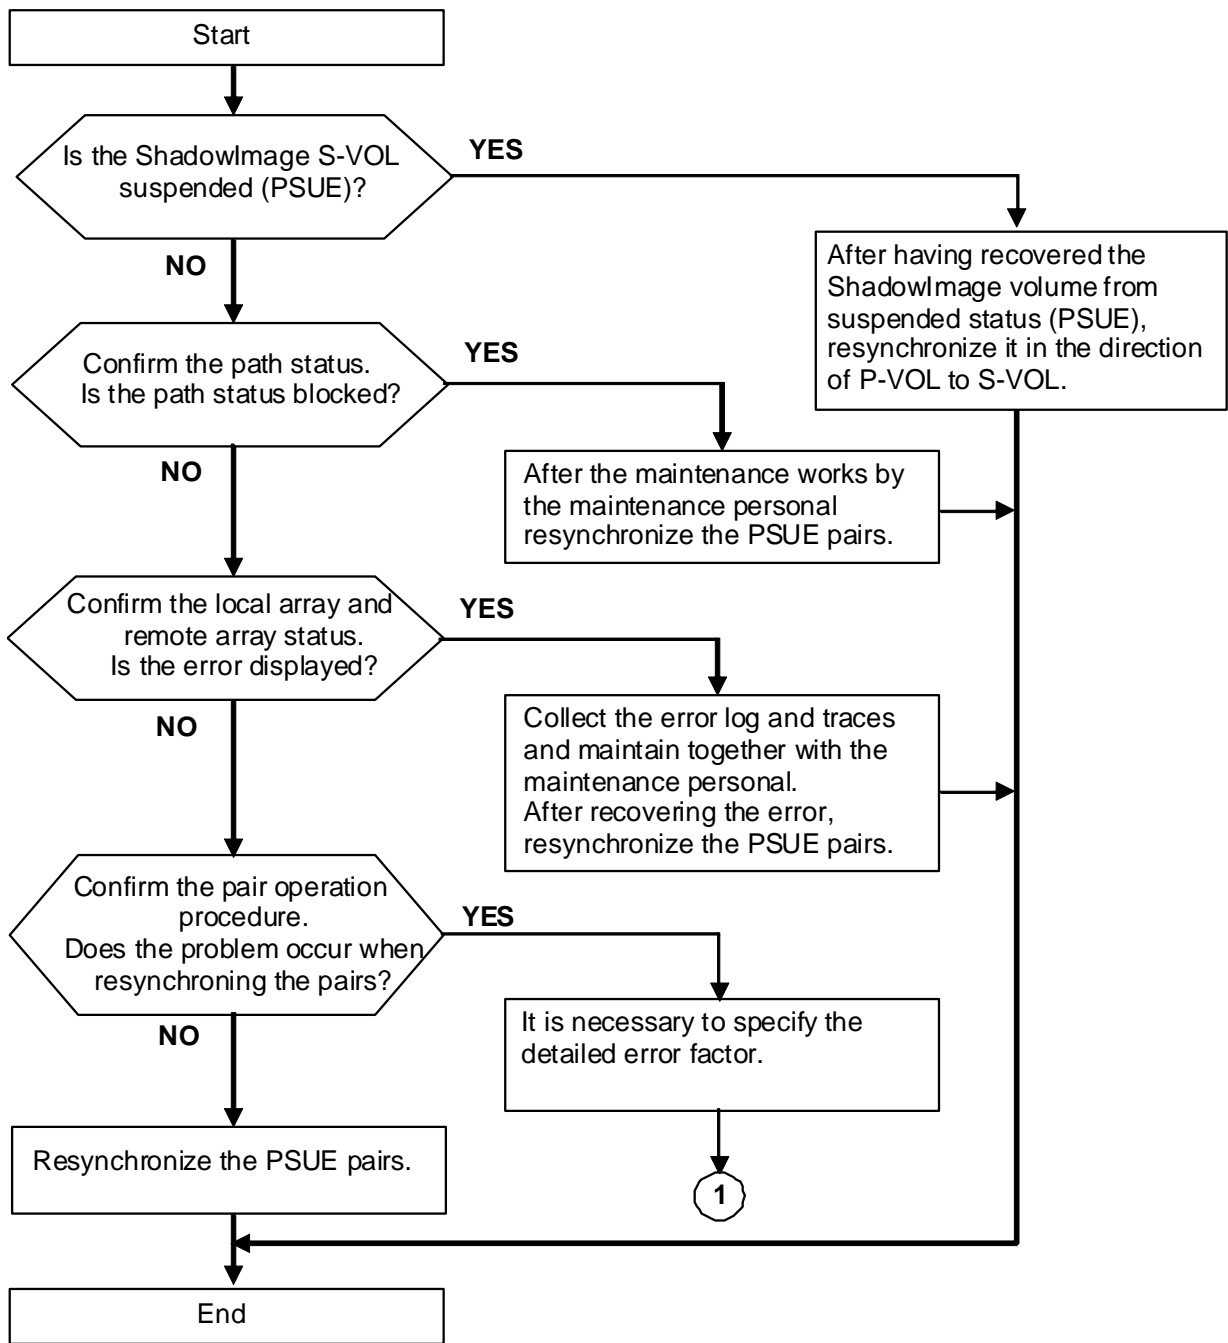 Start
Is the ShadowImage S-VOL
suspended (PSUE)?
YES
NO
After having recovered the
ShadowImage volume from
suspended status (PSUE),
resynchronize it in the direction
of P-VOL to S-VOL.
Confirm the path status.
Is the path status blocked?
YES
NO
After the maintenance works by
the maintenance personal
resynchronize the PSUE pairs.
Confirm the local array and
remote array status.
Is the error displayed?
YES
NO
Collect the error log and traces
and maintain together with the
maintenance personal.
After recovering the error,
resynchronize the PSUE pairs.
Confirm the pair operation
procedure.
Does the problem occur when
resynchroning the pairs?
YES
NO
It is necessary to specify the
detailed error factor.
Resynchronize the PSUE pairs.
1
End